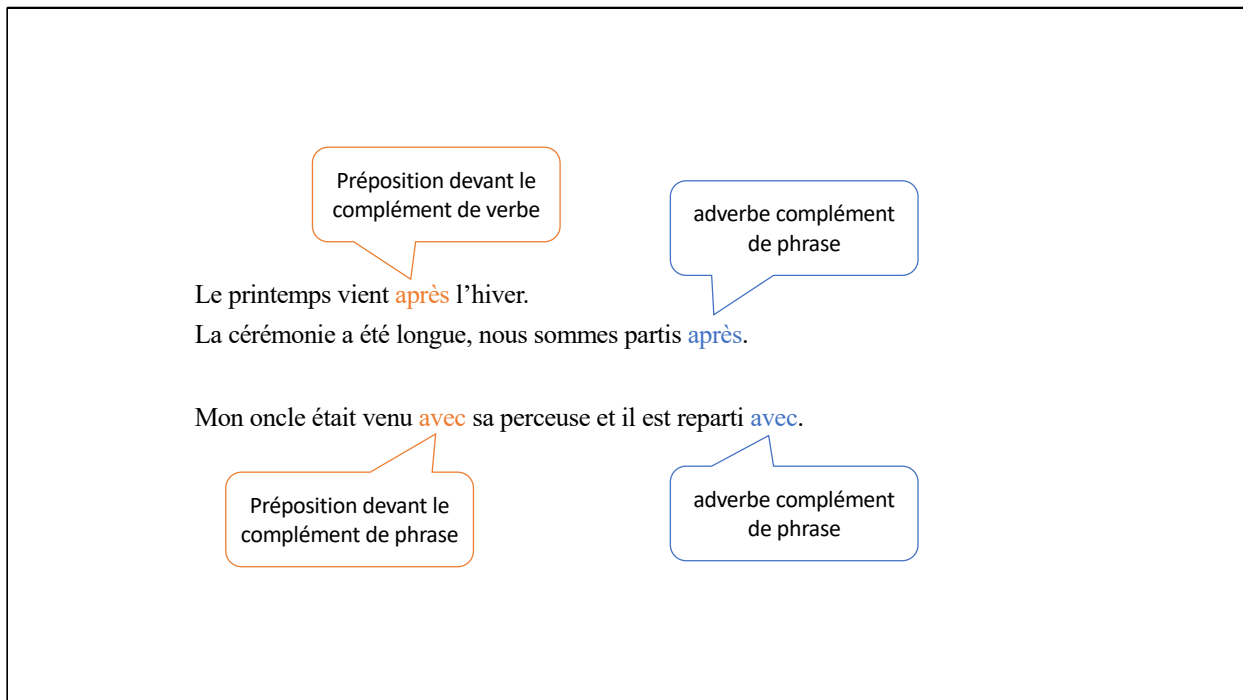 Préposition devant le
complément de verbe
adverbe complément
de phrase
Le printemps vient après l’hiver.
La cérémonie a été longue, nous sommes partis après.
Mon oncle était venu avec sa perceuse et il est reparti avec.
Préposition devant le
complément de phrase
adverbe complément
de phrase